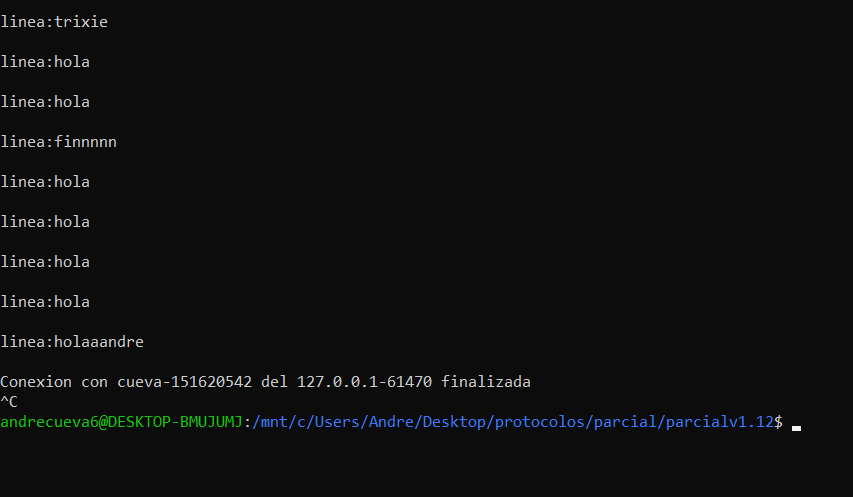 linea:trixie
linea:hola
linea:hola
linea:finnnnn
linea:hola
linea:hola
linea:hola
linea:hola
linea:holaaandre
Conexion con cueva-151620542 del 127.0.0.1-61470 finalizada
^C
andrecueva6@DESKTOP-BMUJUMJ:/mnt/c/Users/Andre/Desktop/protocolos/parcial/parcialv1.12$